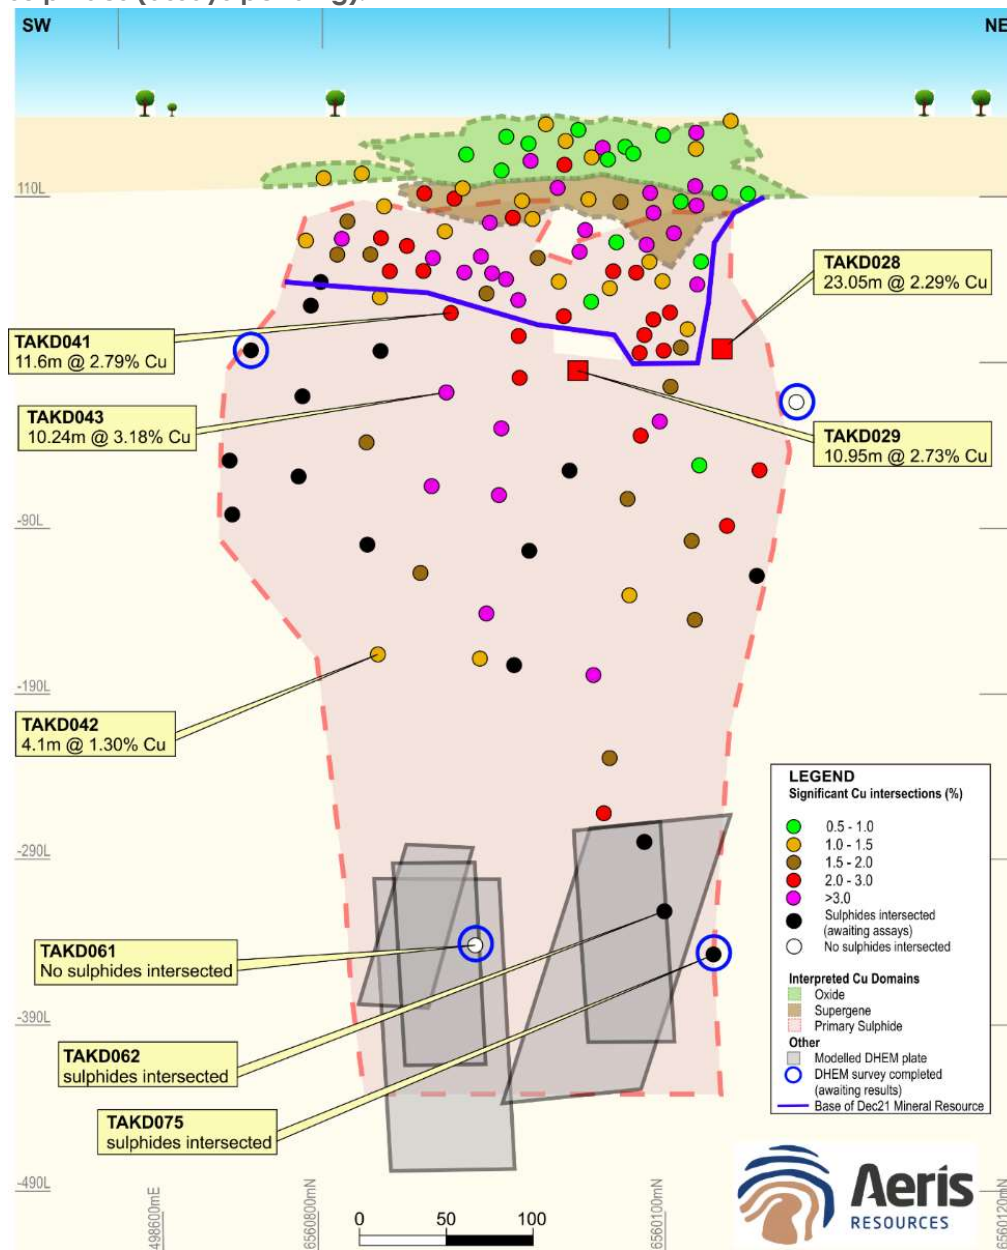 SW
NE
110L
TAKD028
23.05m @ 2.29% Cu
TAKD041
11.6m @ 2.79% Cu
TAKD043
10.24m @ 3.18% Cu
TAKD029
10.95m @ 2.73% Cu
-90L
-190L
TAKD042
4.1m @ 1.30% Cu
LEGEND
Significant Cu intersections (%)
0.5 - 1.0
1.0 - 1.5
1.5 - 2.0
2.0 - 3.0
>3.0
Sulphides intersected
(awaiting assays)
No sulphides intersected
Interpreted Cu Domains
Oxide
Supergene
Primary Sulphide
Other
Modelled DHEM plate
DHEM survey completed
(awaiting results)
Base of Dec21 Mineral Resource
-290L
TAKD061
No sulphides intersected
-390L
TAKD062
sulphides intersected
TAKD075
sulphides intersected
-490L
498600mE
6560800mN
6560100mN
6560120mN
0 50 100
Aeris
RESOURCES